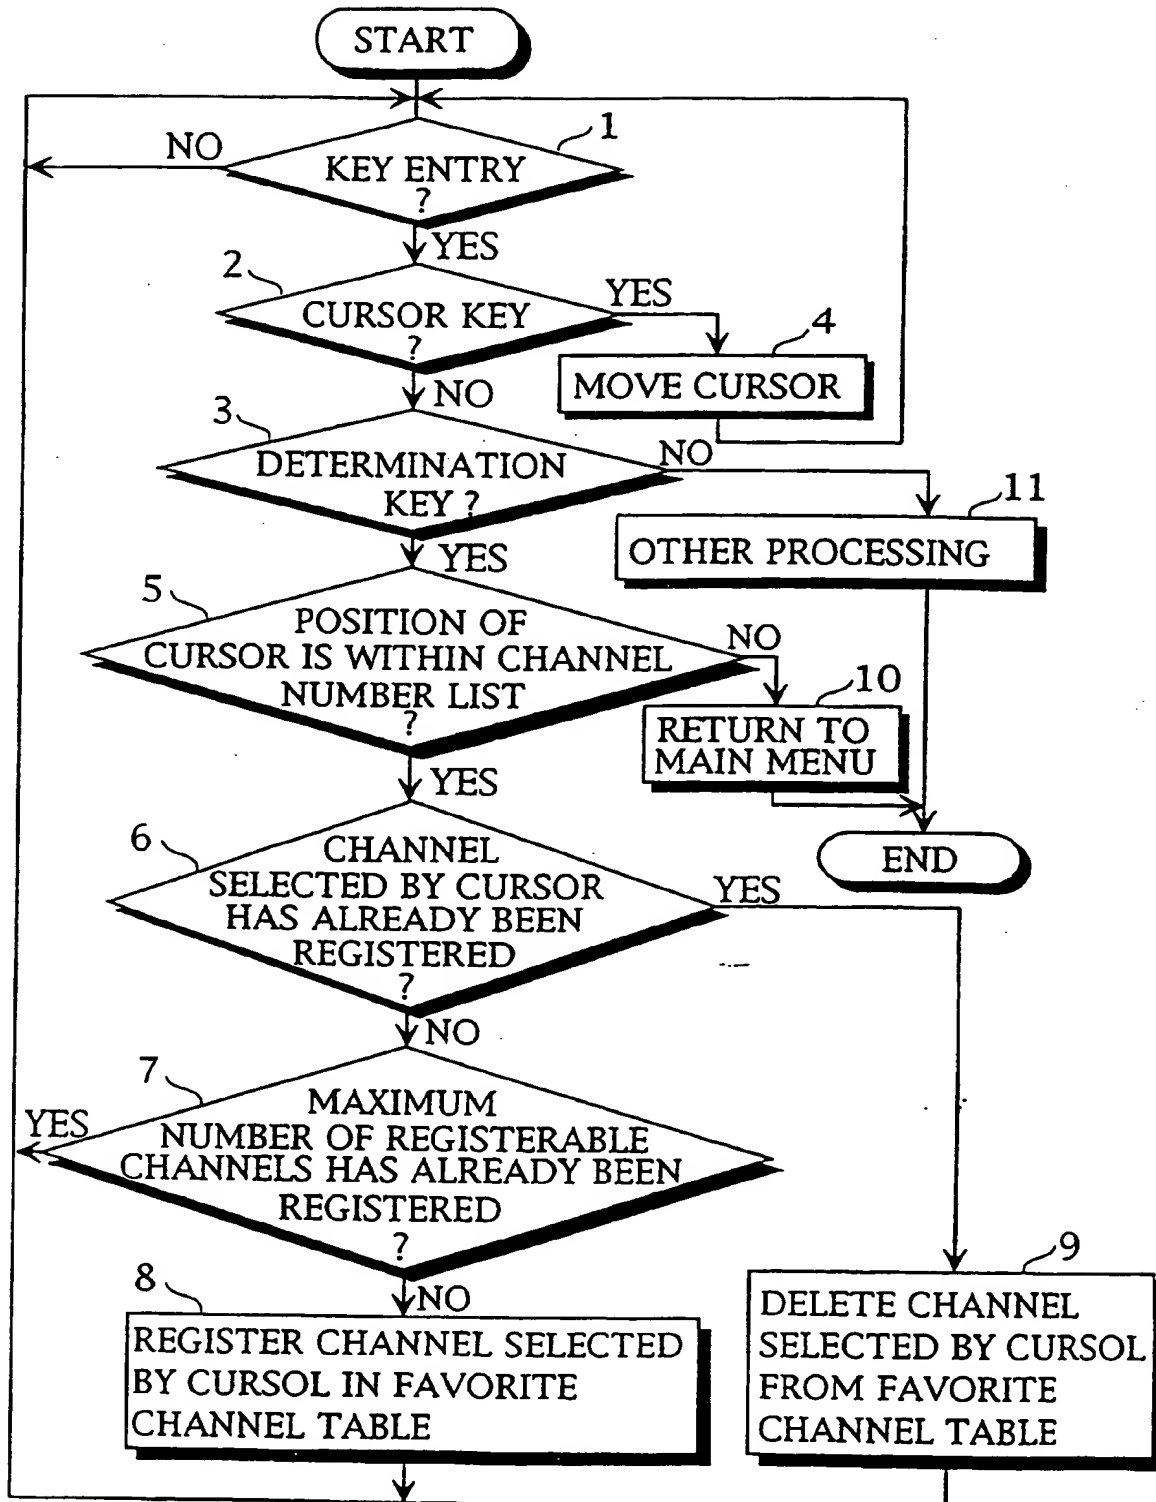 START
1
NO
KEY ENTRY
?
YES
2
CURSOR KEY
?
YES
4
MOVE CURSOR
NO
3
DETERMINATION
KEY ?
NO
11
OTHER PROCESSING
YES
5
POSITION OF
CURSOR IS WITHIN CHANNEL
NUMBER LIST
?
NO
10
RETURN TO
MAIN MENU
YES
END
6
CHANNEL
SELECTED BY CURSOR
HAS ALREADY BEEN
REGISTERED
?
YES
NO
7
MAXIMUM
NUMBER OF REGISTERABLE
CHANNELS HAS ALREADY BEEN
REGISTERED
?
YES
NO
8
REGISTER CHANNEL SELECTED
BY CURSOL IN FAVORITE
CHANNEL TABLE
9
DELETE CHANNEL
SELECTED BY CURSOL
FROM FAVORITE
CHANNEL TABLE